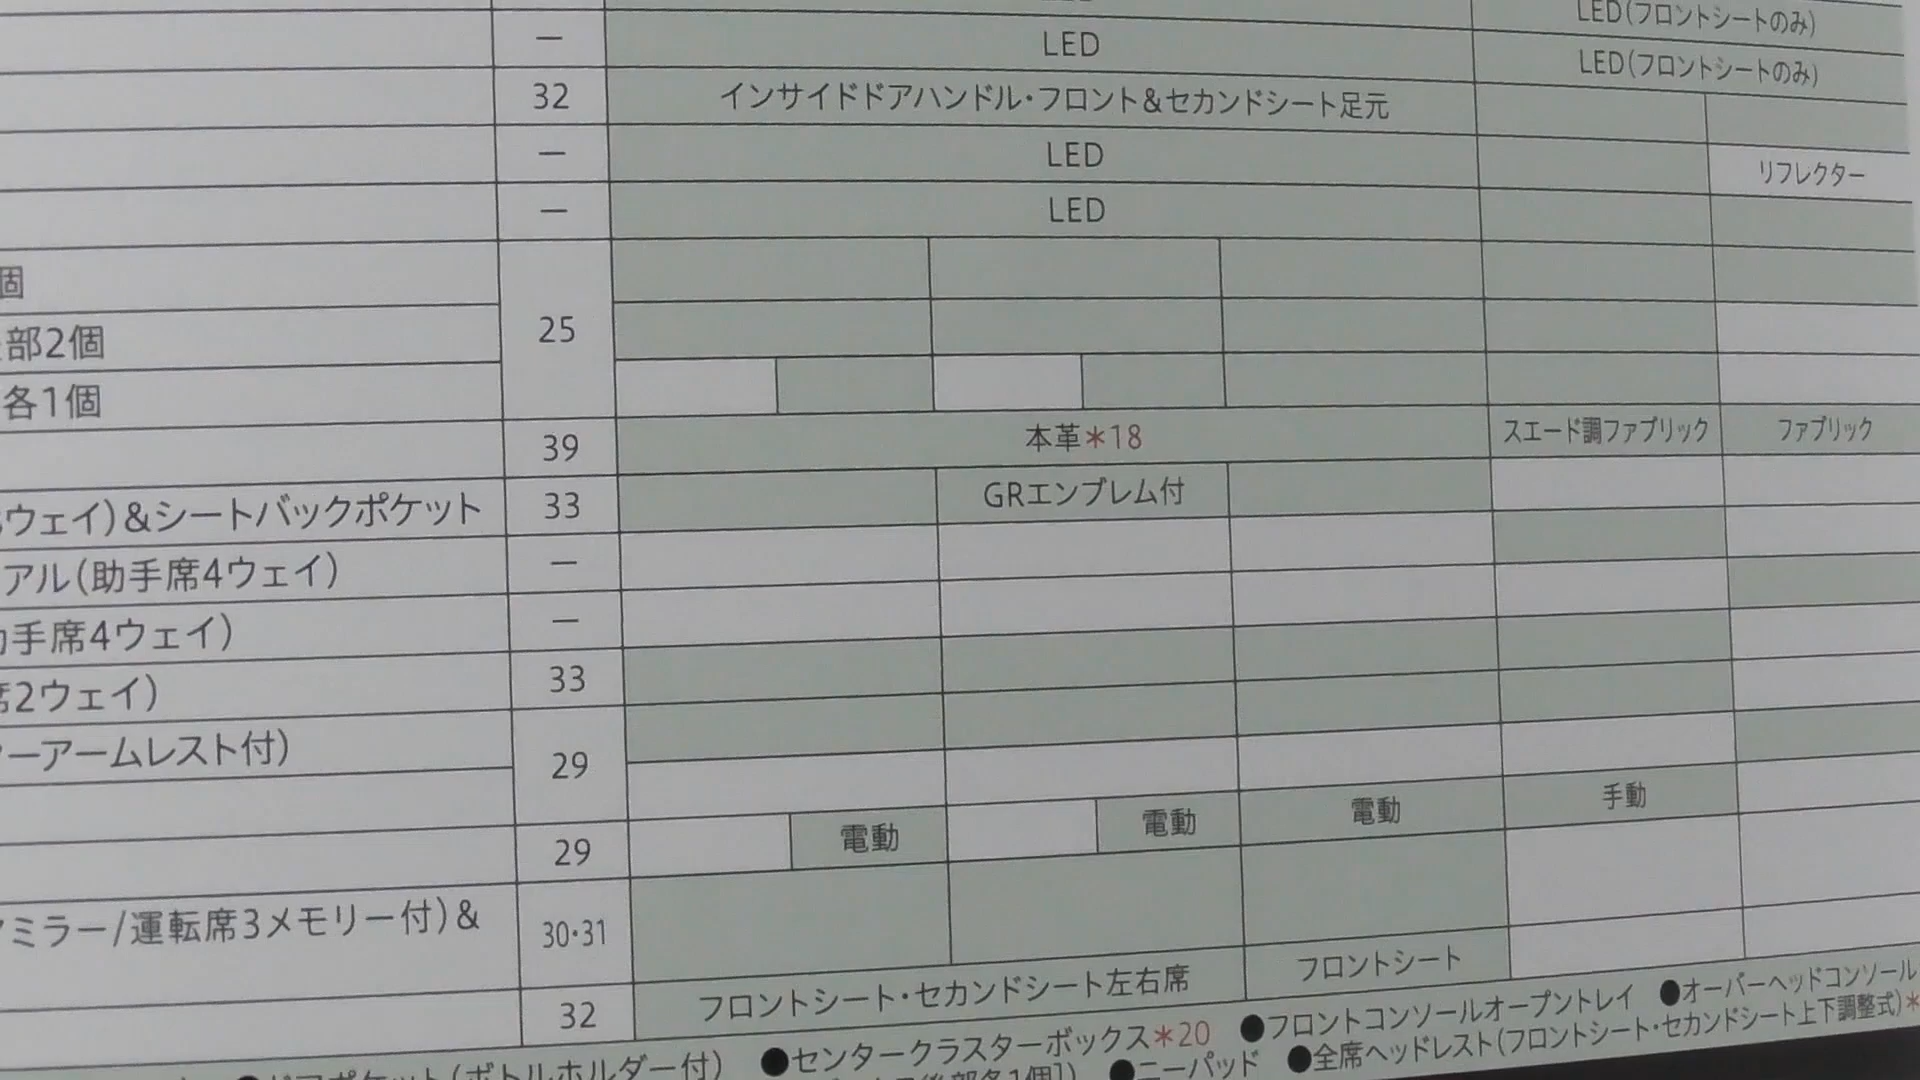 LED(フロントシートのみ)
— LED LED(フロントシートのみ)
32 インサイドドアハンドル・フロント&セカンドシート足元
— LED リフレクター
— LED
個
部2個 25
各1個
39 本革＊18 スエード調ファブリック ファブリック
ウェイ)&シートバックポケット 33 GRエンブレム付
アル(助手席4ウェイ) —
手席4ウェイ) —
席2ウェイ) 33
ーアームレスト付) 29
29 電動 電動 電動 手動
ミラー/運転席3メモリー付)& 30・31
32 フロントシート・セカンドシート左右席 フロントシート
●ドアポケット(ボトルホルダー付) ●センタークラスターボックス＊20 ●フロントコンソールオープントレイ ●オーバーヘッドコンソール
後部各1個]) ●ニーパッド ●全席ヘッドレスト(フロントシート・セカンドシート上下調整式)＊